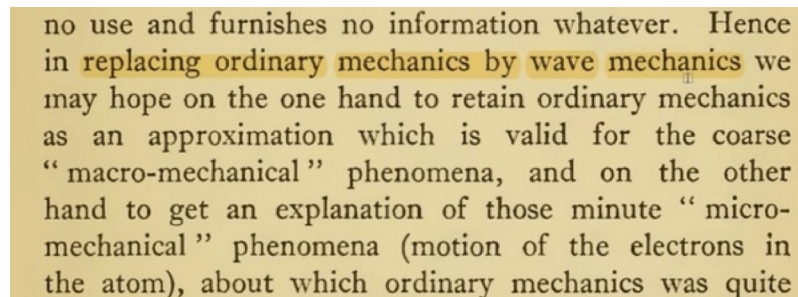 no use and furnishes no information whatever. Hence
in replacing ordinary mechanics by wave mechanics we
may hope on the one hand to retain ordinary mechanics
as an approximation which is valid for the coarse
“ macro-mechanical ” phenomena, and on the other
hand to get an explanation of those minute “ micro-
mechanical ” phenomena (motion of the electrons in
the atom), about which ordinary mechanics was quite